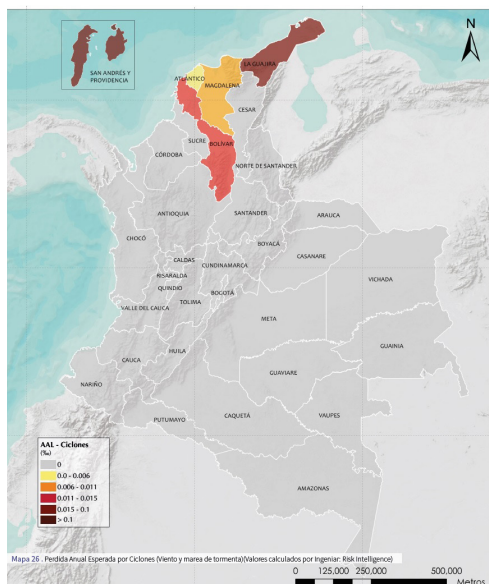 N
SAN ANDRÉS Y
PROVIDENCIA
LA GUAJIRA
ATLÁNTICO
MAGDALENA
CESAR
SUCRE
BOLÍVAR
CÓRDOBA
NORTE DE SANTANDER
ANTIOQUIA
SANTANDER
ARAUCA
CHOCÓ
BOYACÁ
CASANARE
CALDAS
CUNDINAMARCA
VICHADA
RISARALDA
QUINDIO
BOGOTÁ
TOLIMA
VALLE DEL CAUCA
META
GUAINIA
HUILA
CAUCA
GUAVIARE
NARIÑO
CAQUETÁ
VAUPES
PUTUMAYO
AMAZONAS
AAL - Ciclones
(‰)
0
0.0 - 0.006
0.006 - 0.011
0.011 - 0.015
0.015 - 0.1
> 0.1
Mapa 26 . Perdida Anual Esperada por Ciclones (Viento y marea de tormenta)(Valores calculados por Ingeniar: Risk Intelligence)
0 125,000 250,000 500,000
Metros